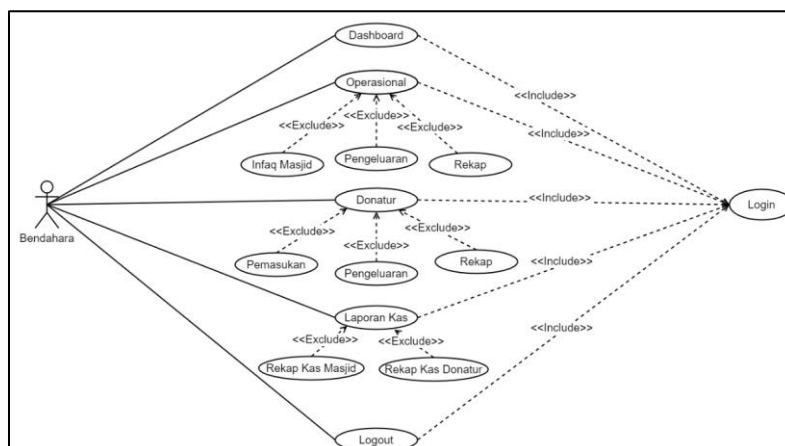 Dashboard
<<Include>>
Operasional
<<Exclude>>
<<Exclude>>
<<Exclude>>
<<Include>>
Infaq Masjid
Pengeluaran
Rekap
Bendahara
Donatur
<<Include>>
Login
<<Exclude>>
<<Exclude>>
<<Exclude>>
Pemasukan
Pengeluaran
Rekap
<<Include>>
Laporan Kas
<<Exclude>>
<<Exclude>>
<<Include>>
Rekap Kas Masjid
Rekap Kas Donatur
Logout